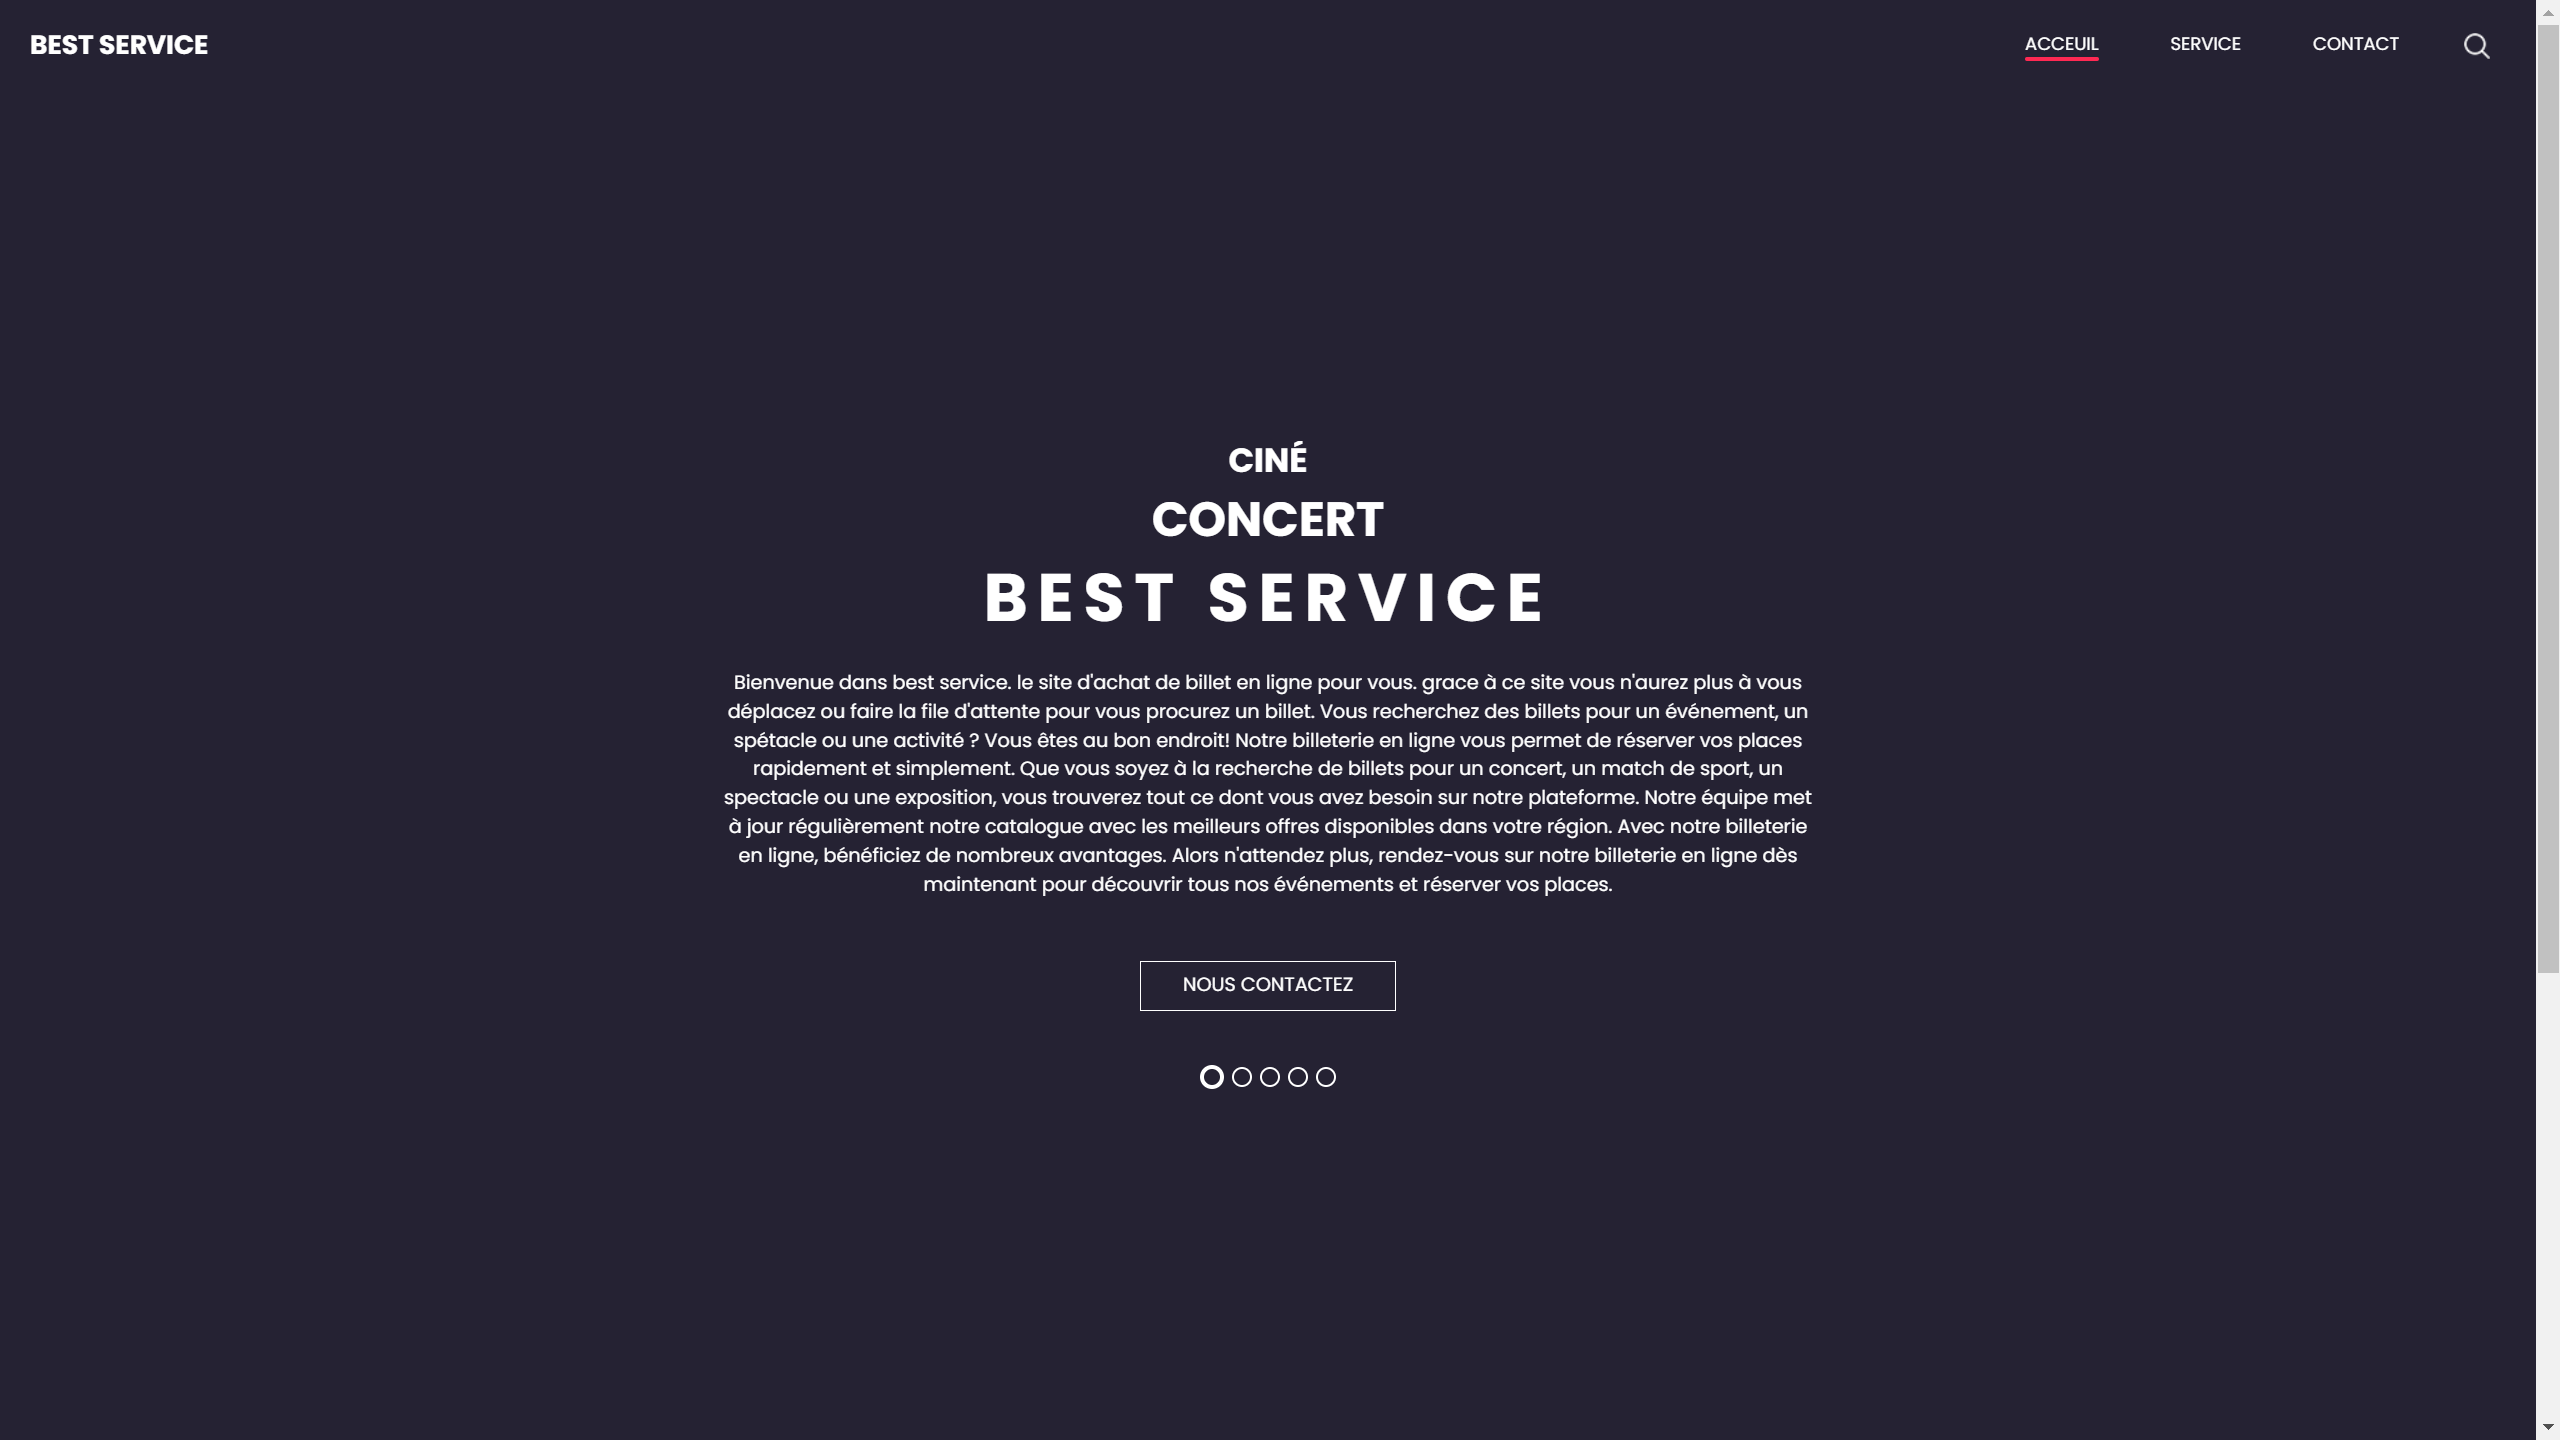 BEST SERVICE
ACCEUIL
SERVICE
CONTACT
CINÉ
CONCERT
BEST SERVICE
Bienvenue dans best service. le site d'achat de billet en ligne pour vous. grace à ce site vous n'aurez plus à vous
déplacez ou faire la file d'attente pour vous procurez un billet. Vous recherchez des billets pour un événement, un
spétacle ou une activité ? Vous êtes au bon endroit! Notre billeterie en ligne vous permet de réserver vos places
rapidement et simplement. Que vous soyez à la recherche de billets pour un concert, un match de sport, un
spectacle ou une exposition, vous trouverez tout ce dont vous avez besoin sur notre plateforme. Notre équipe met
à jour régulièrement notre catalogue avec les meilleurs offres disponibles dans votre région. Avec notre billeterie
en ligne, bénéficiez de nombreux avantages. Alors n'attendez plus, rendez-vous sur notre billeterie en ligne dès
maintenant pour découvrir tous nos événements et réserver vos places.
NOUS CONTACTEZ